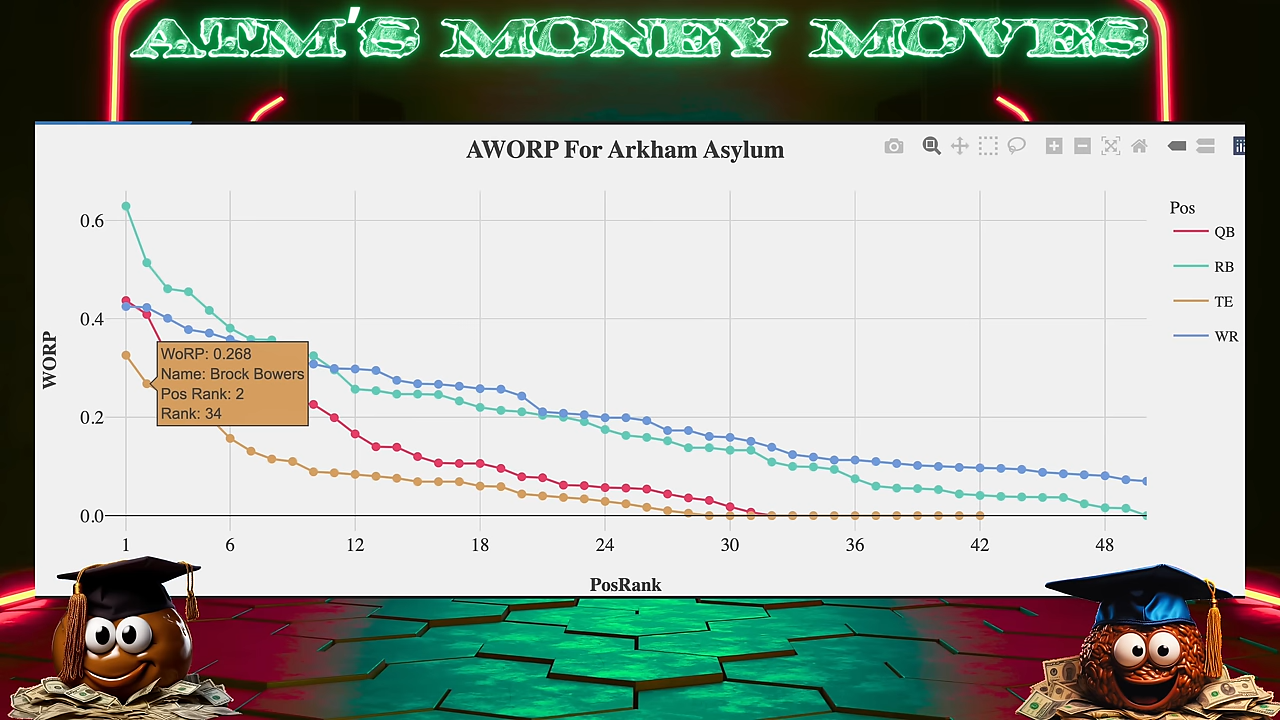 ATM'S MONEY MOVES
AWORP For Arkham Asylum
Pos
QB
RB
TE
WR
WORP
0.6
0.4
0.2
0.0
WoRP: 0.268
Name: Brock Bowers
Pos Rank: 2
Rank: 34
1 6 12 18 24 30 36 42 48
PosRank